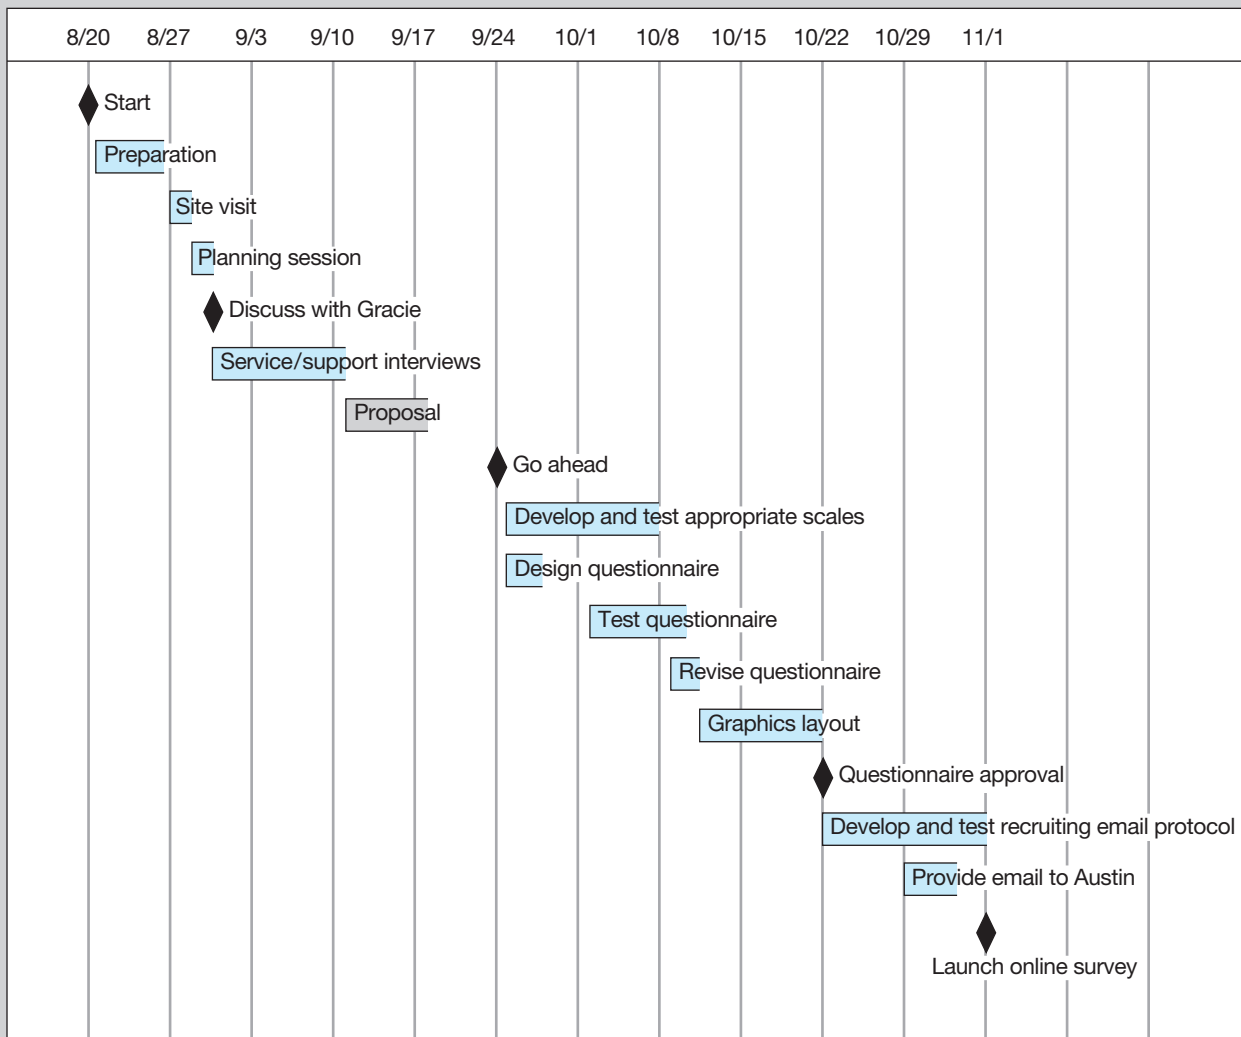 8/20 8/27 9/3 9/10 9/17 9/24 10/1 10/8 10/15 10/22 10/29 11/1
Start
Preparation
Site visit
Planning session
Discuss with Gracie
Service/support interviews
Proposal
Go ahead
Develop and test appropriate scales
Design questionnaire
Test questionnaire
Revise questionnaire
Graphics layout
Questionnaire approval
Develop and test recruiting email protocol
Provide email to Austin
Launch online survey